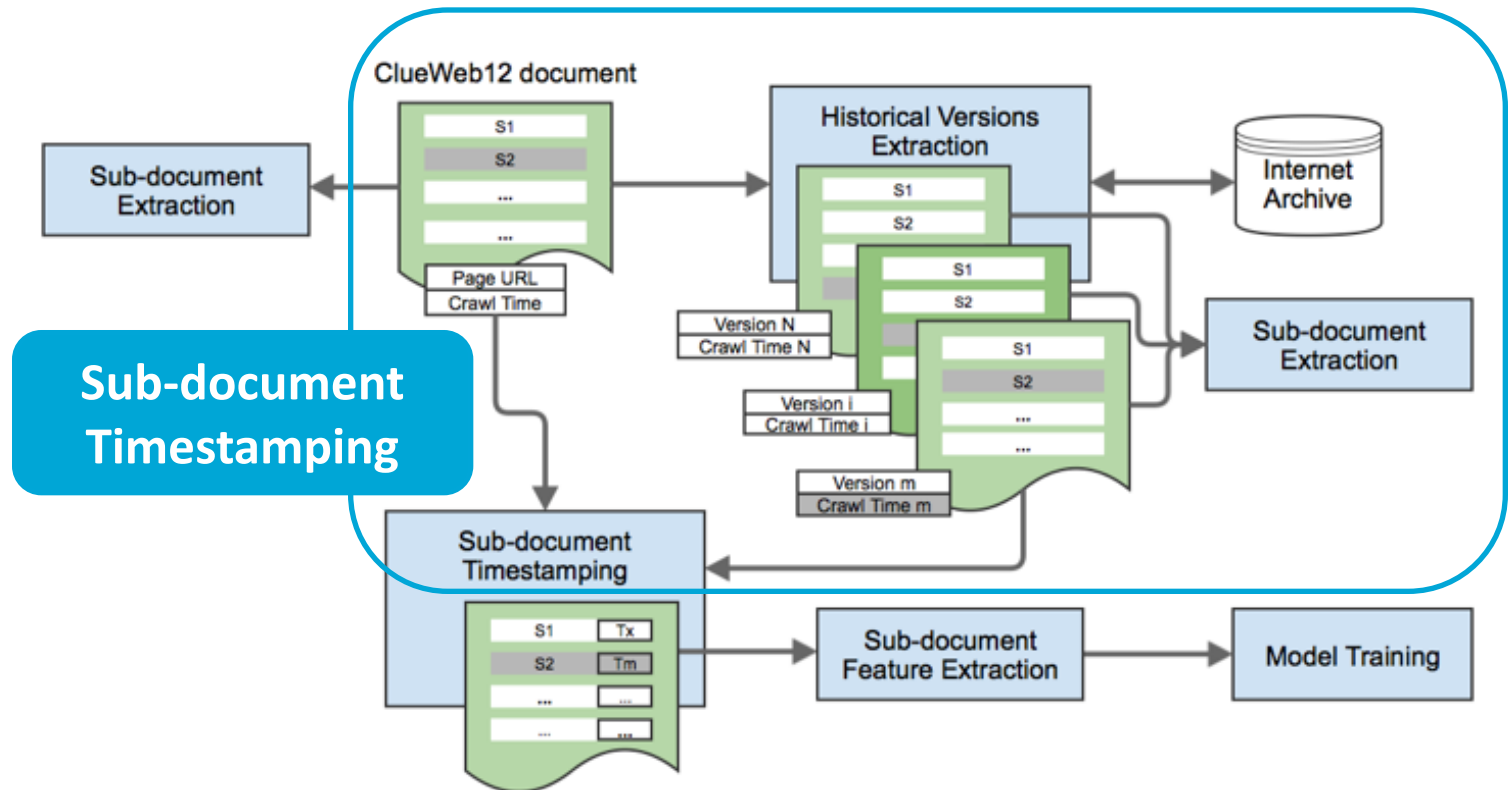 ClueWeb12 document
S1
S2
...
...
Page URL
Crawl Time
Sub-document
Extraction
Historical Versions
Extraction
S1
S2
Version N
Crawl Time N
S1
S2
Version i
Crawl Time i
S1
S2
...
...
Version m
Crawl Time m
Internet
Archive
Sub-document
Extraction
Sub-document
Timestamping
Sub-document
Timestamping
S1 Tx
S2 Tm
... ...
... ...
Sub-document
Feature Extraction
Model Training